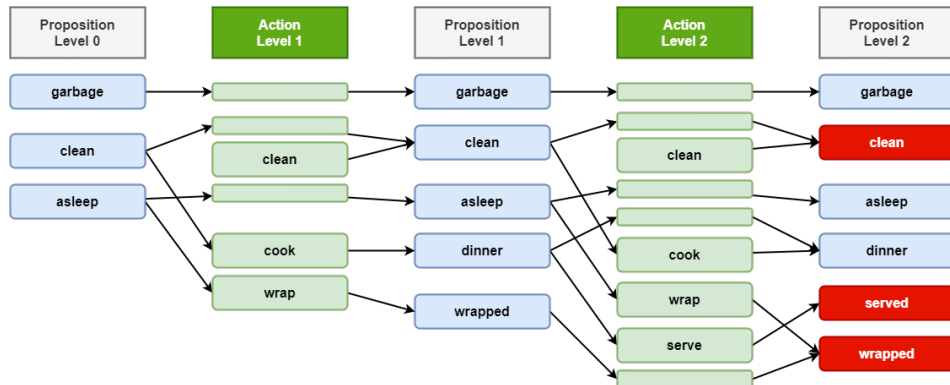 Proposition
Level 0
Action
Level 1
Proposition
Level 1
Action
Level 2
Proposition
Level 2
garbage
garbage
garbage
clean
clean
clean
clean
clean
asleep
asleep
asleep
cook
dinner
cook
dinner
wrap
wrapped
wrap
served
serve
wrapped